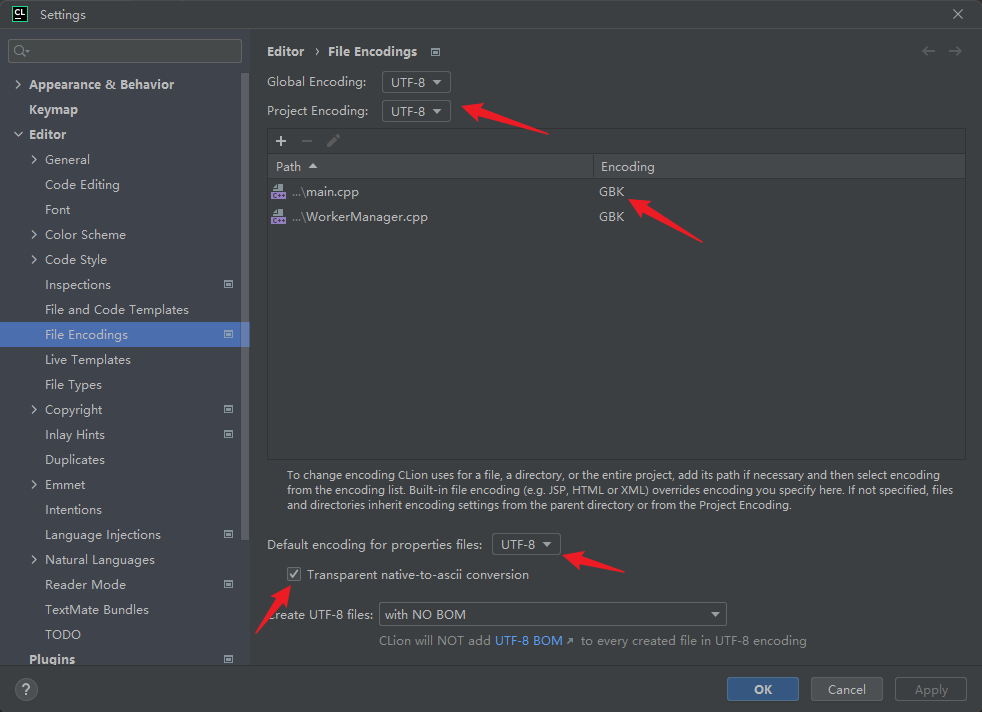 CL Settings
Editor › File Encodings
Global Encoding: UTF-8
Project Encoding: UTF-8
Path Encoding
...\main.cpp GBK
...\WorkerManager.cpp GBK
To change encoding CLion uses for a file, a directory, or the entire project, add its path if necessary and then select encoding
from the encoding list. Built-in file encoding (e.g. JSP, HTML or XML) overrides encoding you specify here. If not specified, files
and directories inherit encoding settings from the parent directory or from the Project Encoding.
Default encoding for properties files: UTF-8
Transparent native-to-ascii conversion
Create UTF-8 files: with NO BOM
CLion will NOT add UTF-8 BOM ↗ to every created file in UTF-8 encoding
Appearance & Behavior
Keymap
Editor
General
Code Editing
Font
Color Scheme
Code Style
Inspections
File and Code Templates
File Encodings
Live Templates
File Types
Copyright
Inlay Hints
Duplicates
Emmet
Intentions
Language Injections
Natural Languages
Reader Mode
TextMate Bundles
TODO
Plugins
? OK Cancel Apply